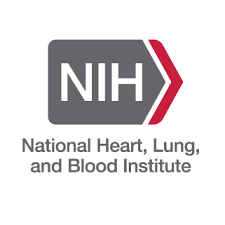 NIH
National Heart, Lung,
and Blood Institute